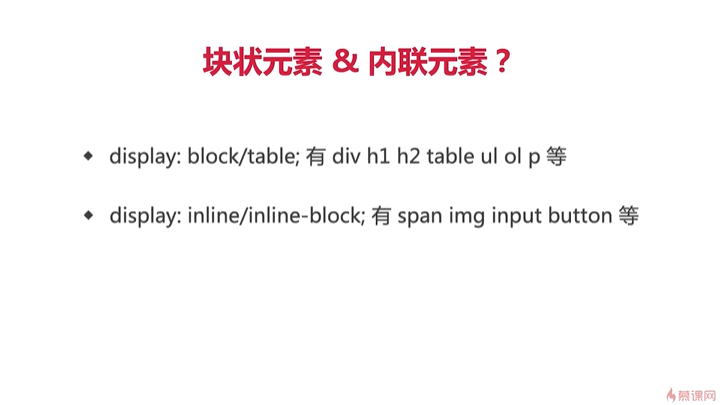 块状元素 & 内联元素？
◆ display: block/table; 有 div h1 h2 table ul ol p 等
◆ display: inline/inline-block; 有 span img input button 等
慕课网